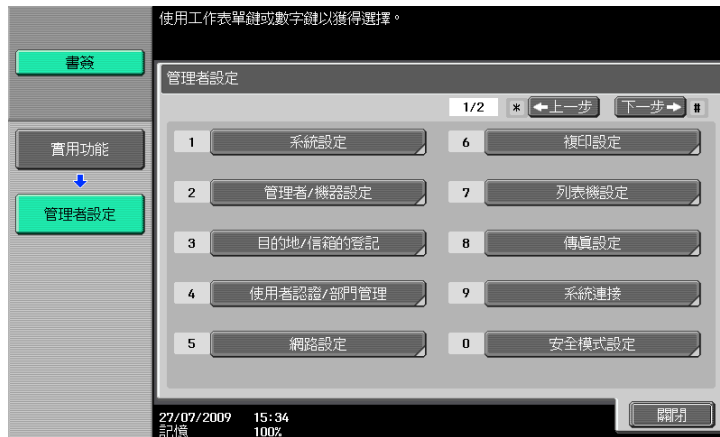 使用工作表單鍵或數字鍵以獲得選擇。
書簽
管理者設定
1/2 * ←上一步 下一步→ #
實用功能
管理者設定
1 系統設定
2 管理者/機器設定
3 目的地/信箱的登記
4 使用者認證/部門管理
5 網路設定
6 複印設定
7 列表機設定
8 傳眞設定
9 系統連接
0 安全模式設定
27/07/2009 15:34
記憶 100%
關閉